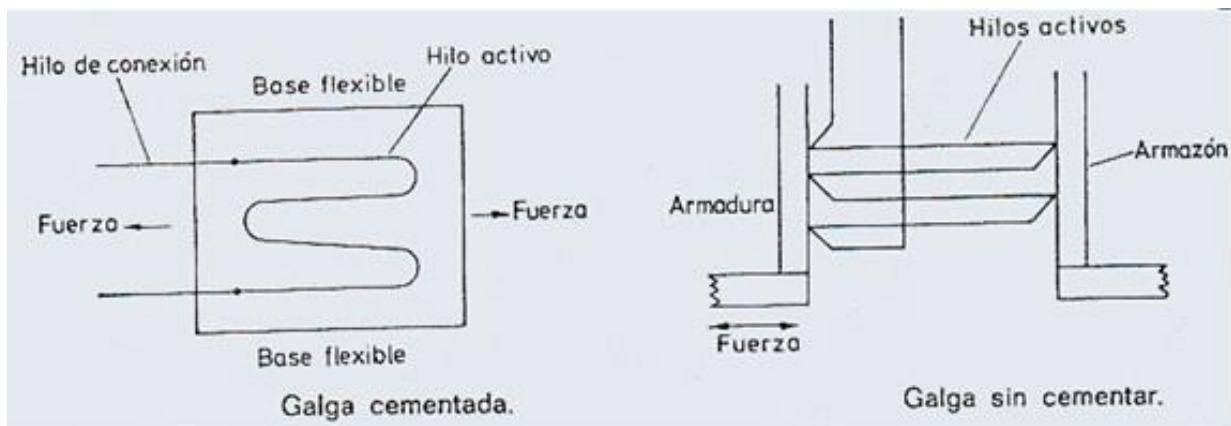 Hilo de conexión
Hilo activo
Base flexible
Fuerza
Fuerza
Base flexible
Galga cementada.
Hilos activos
Armazón
Armadura
Fuerza
Galga sin cementar.